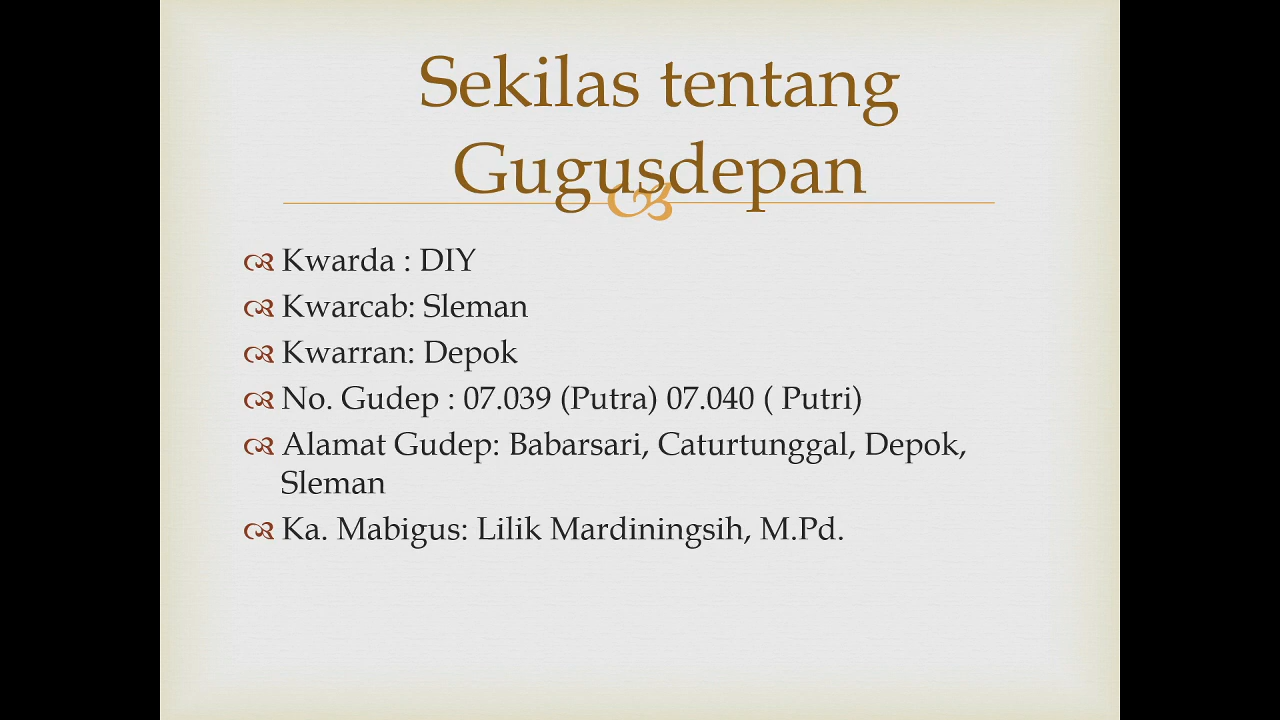 Sekilas tentang
Gugusdepan
Kwarda : DIY
Kwarcab: Sleman
Kwarran: Depok
No. Gudep : 07.039 (Putra) 07.040 ( Putri)
Alamat Gudep: Babarsari, Caturtunggal, Depok,
Sleman
Ka. Mabigus: Lilik Mardiningsih, M.Pd.